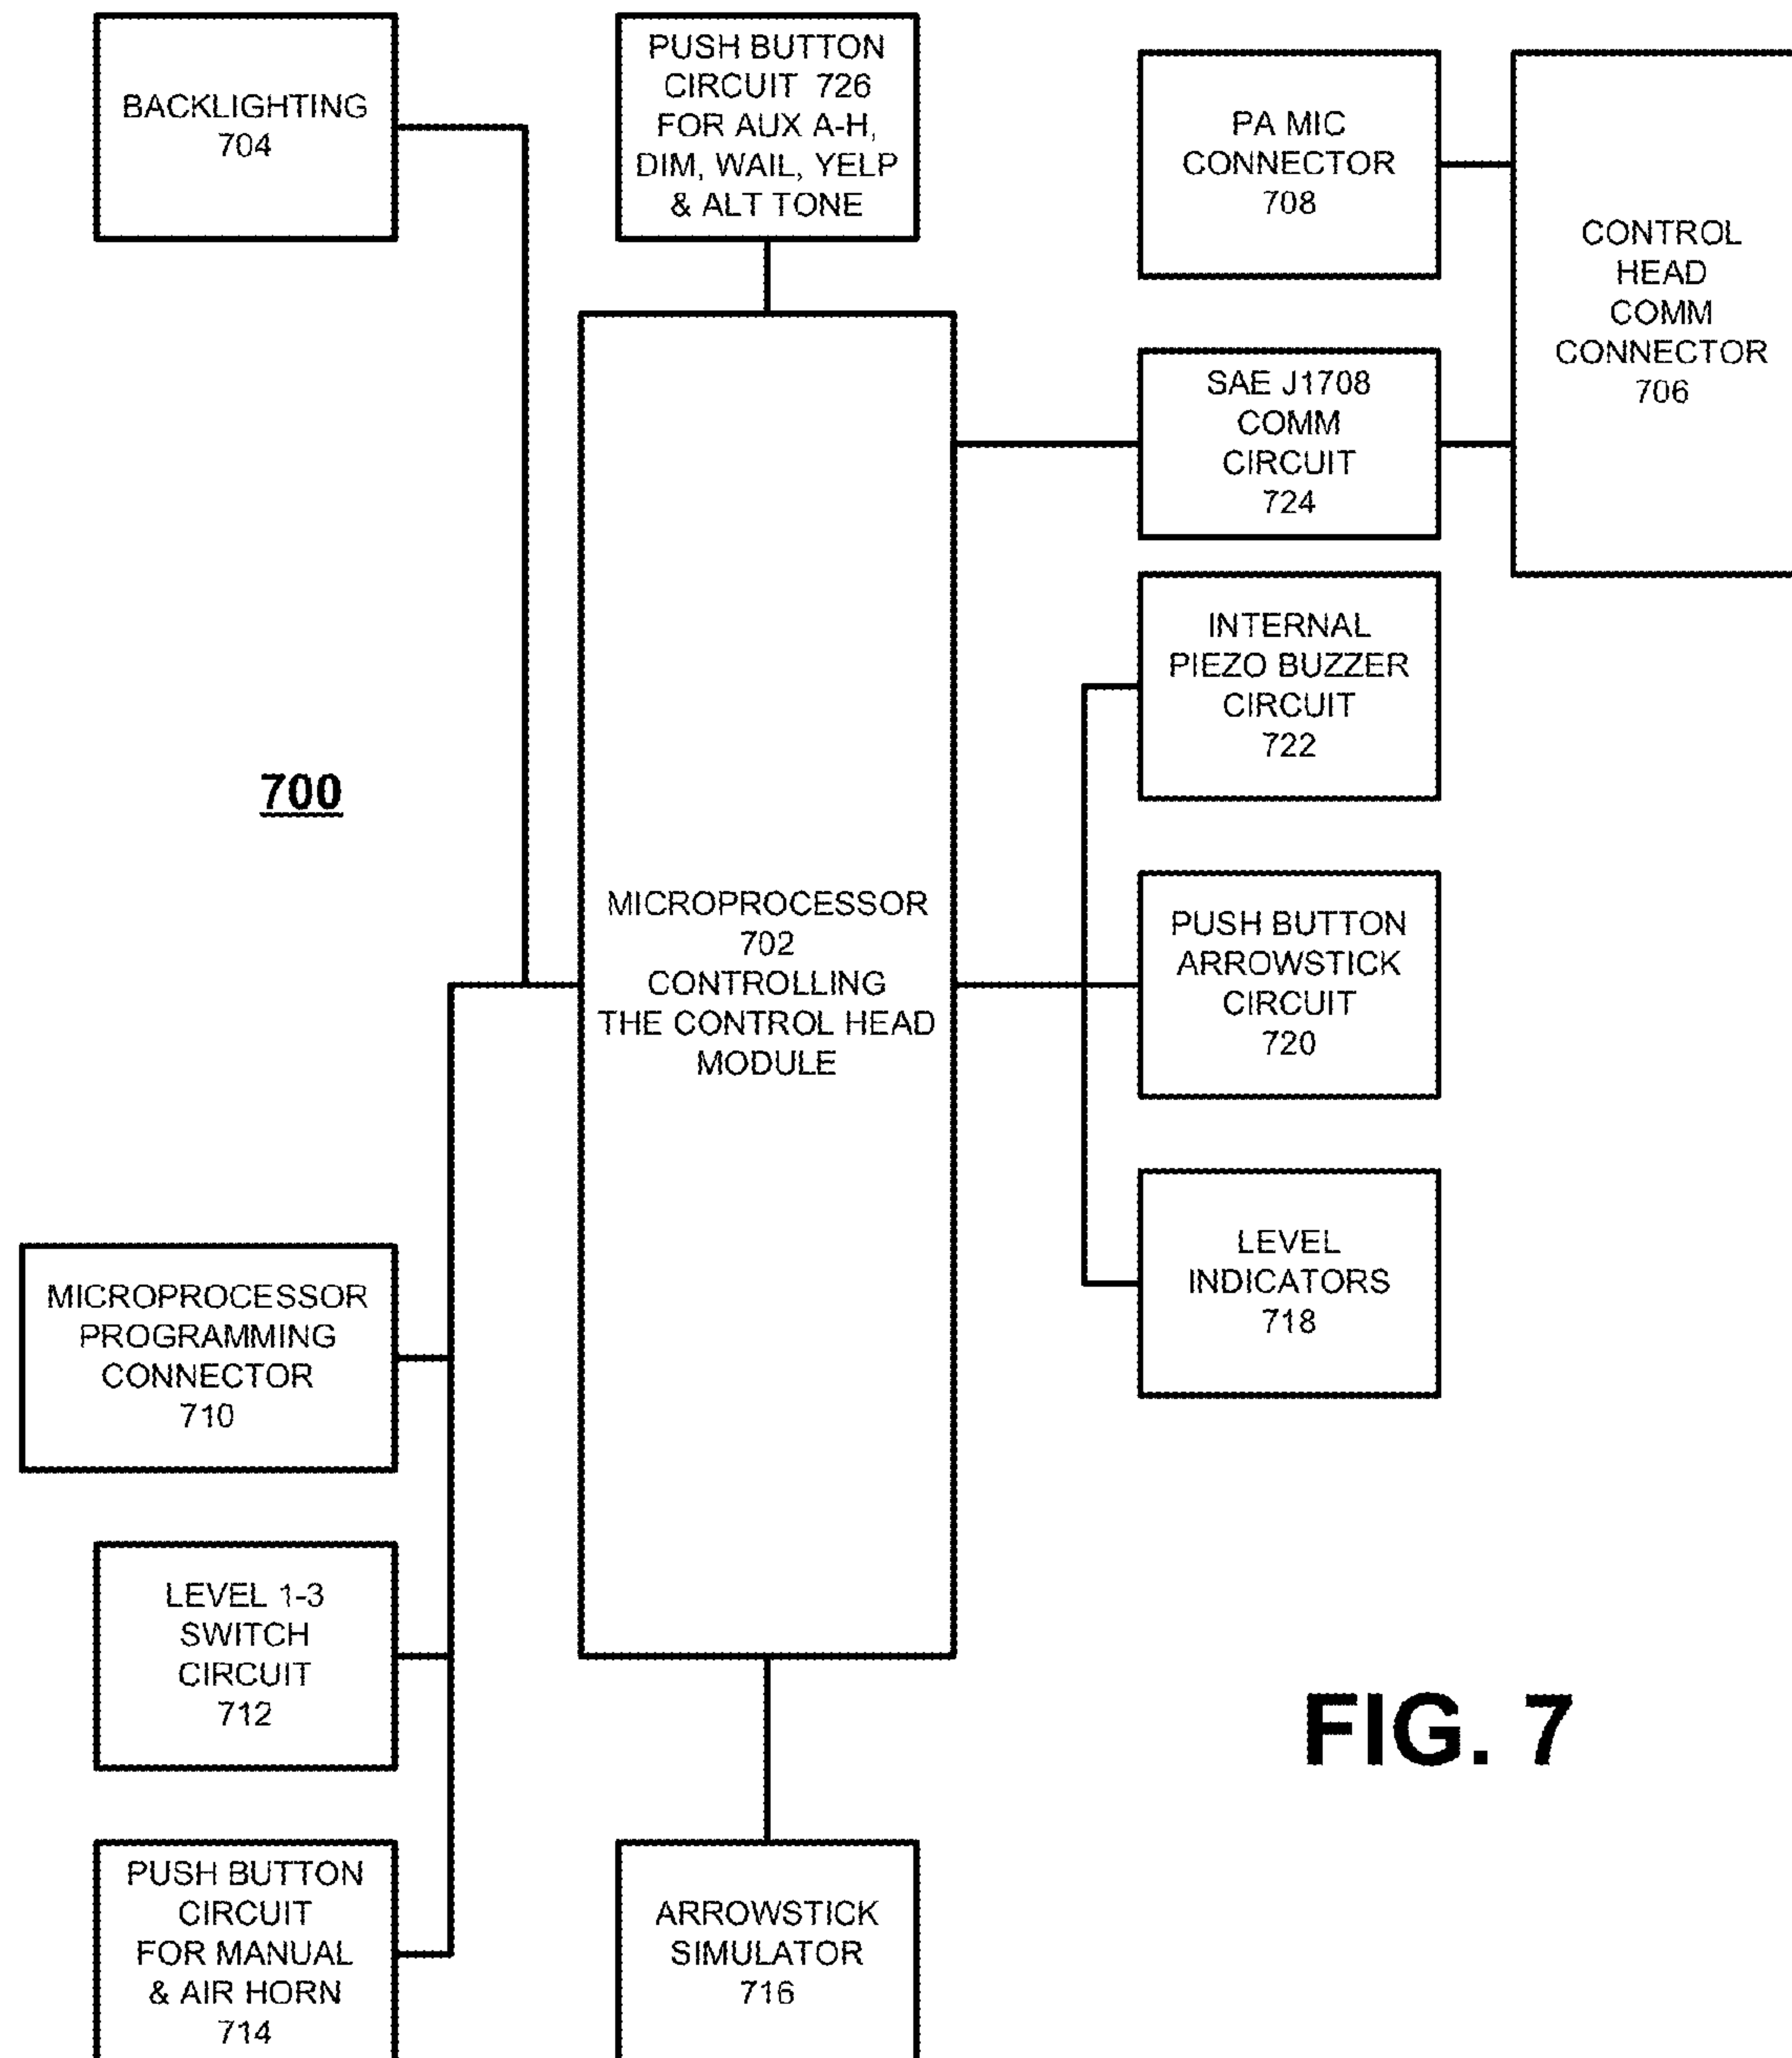 BACKLIGHTING
704
PUSH BUTTON
CIRCUIT 726
FOR AUX A-H,
DIM, WAIL, YELP
& ALT TONE
PA MIC
CONNECTOR
708
CONTROL
HEAD
COMM
CONNECTOR
706
SAE J1708
COMM
CIRCUIT
724
INTERNAL
PIEZO BUZZER
CIRCUIT
722
700
MICROPROCESSOR
702
CONTROLLING
THE CONTROL HEAD
MODULE
PUSH BUTTON
ARROWSTICK
CIRCUIT
720
LEVEL
INDICATORS
718
MICROPROCESSOR
PROGRAMMING
CONNECTOR
710
LEVEL 1-3
SWITCH
CIRCUIT
712
PUSH BUTTON
CIRCUIT
FOR MANUAL
& AIR HORN
714
ARROWSTICK
SIMULATOR
716
FIG. 7